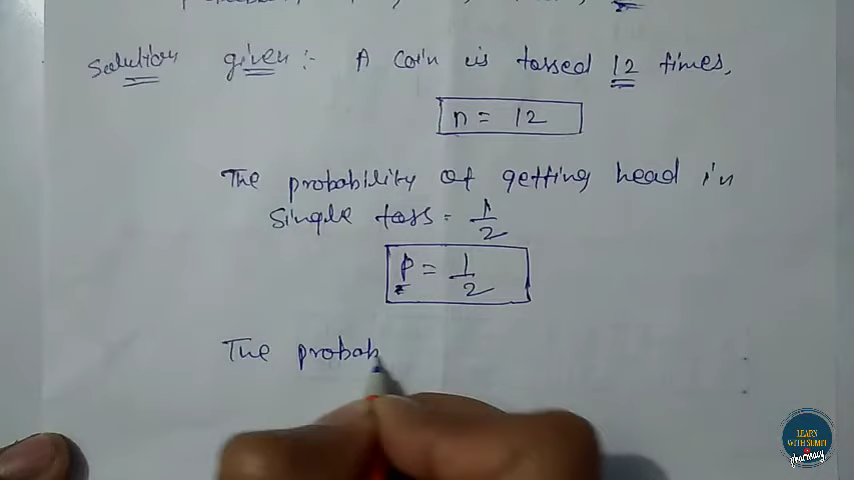 Solution given :- A coin is tossed 12 times.
n = 12
The probability of getting head in
single toss = 1/2
P = 1/2
The probab
LEARN
WITH SUMIT
pharmacy